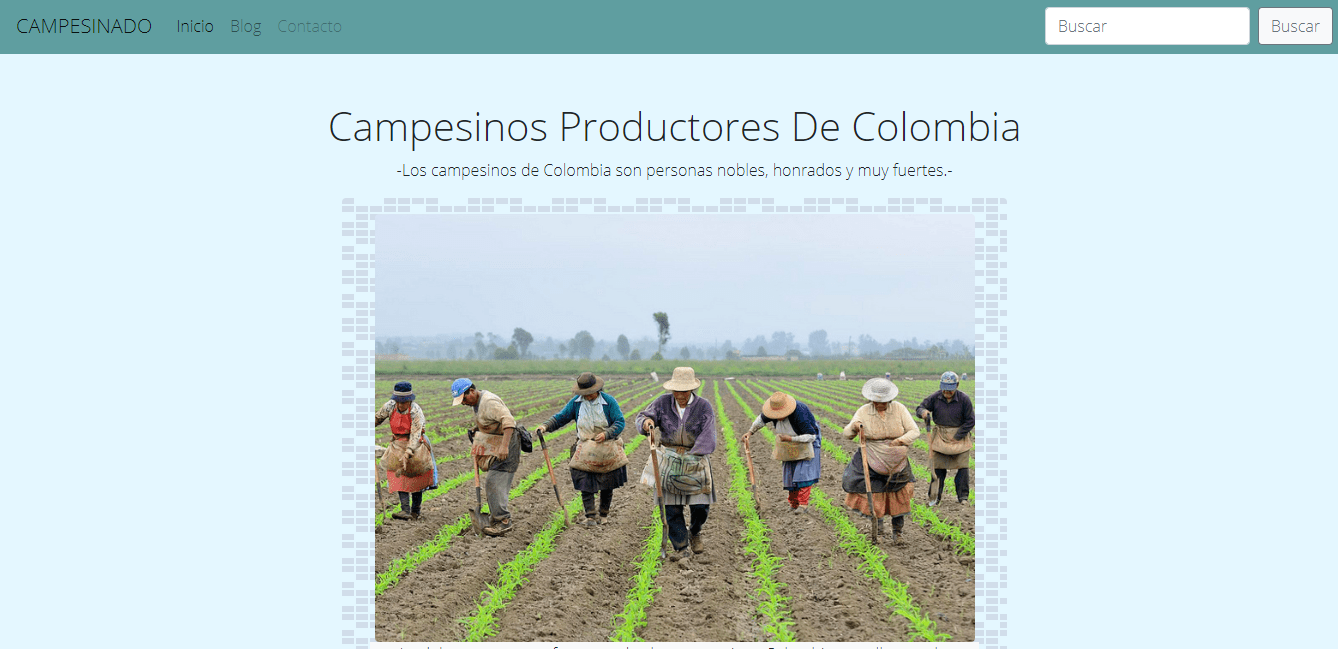 CAMPESINADO Inicio Blog Contacto Buscar Buscar
Campesinos Productores De Colombia
-Los campesinos de Colombia son personas nobles, honrados y muy fuertes.-